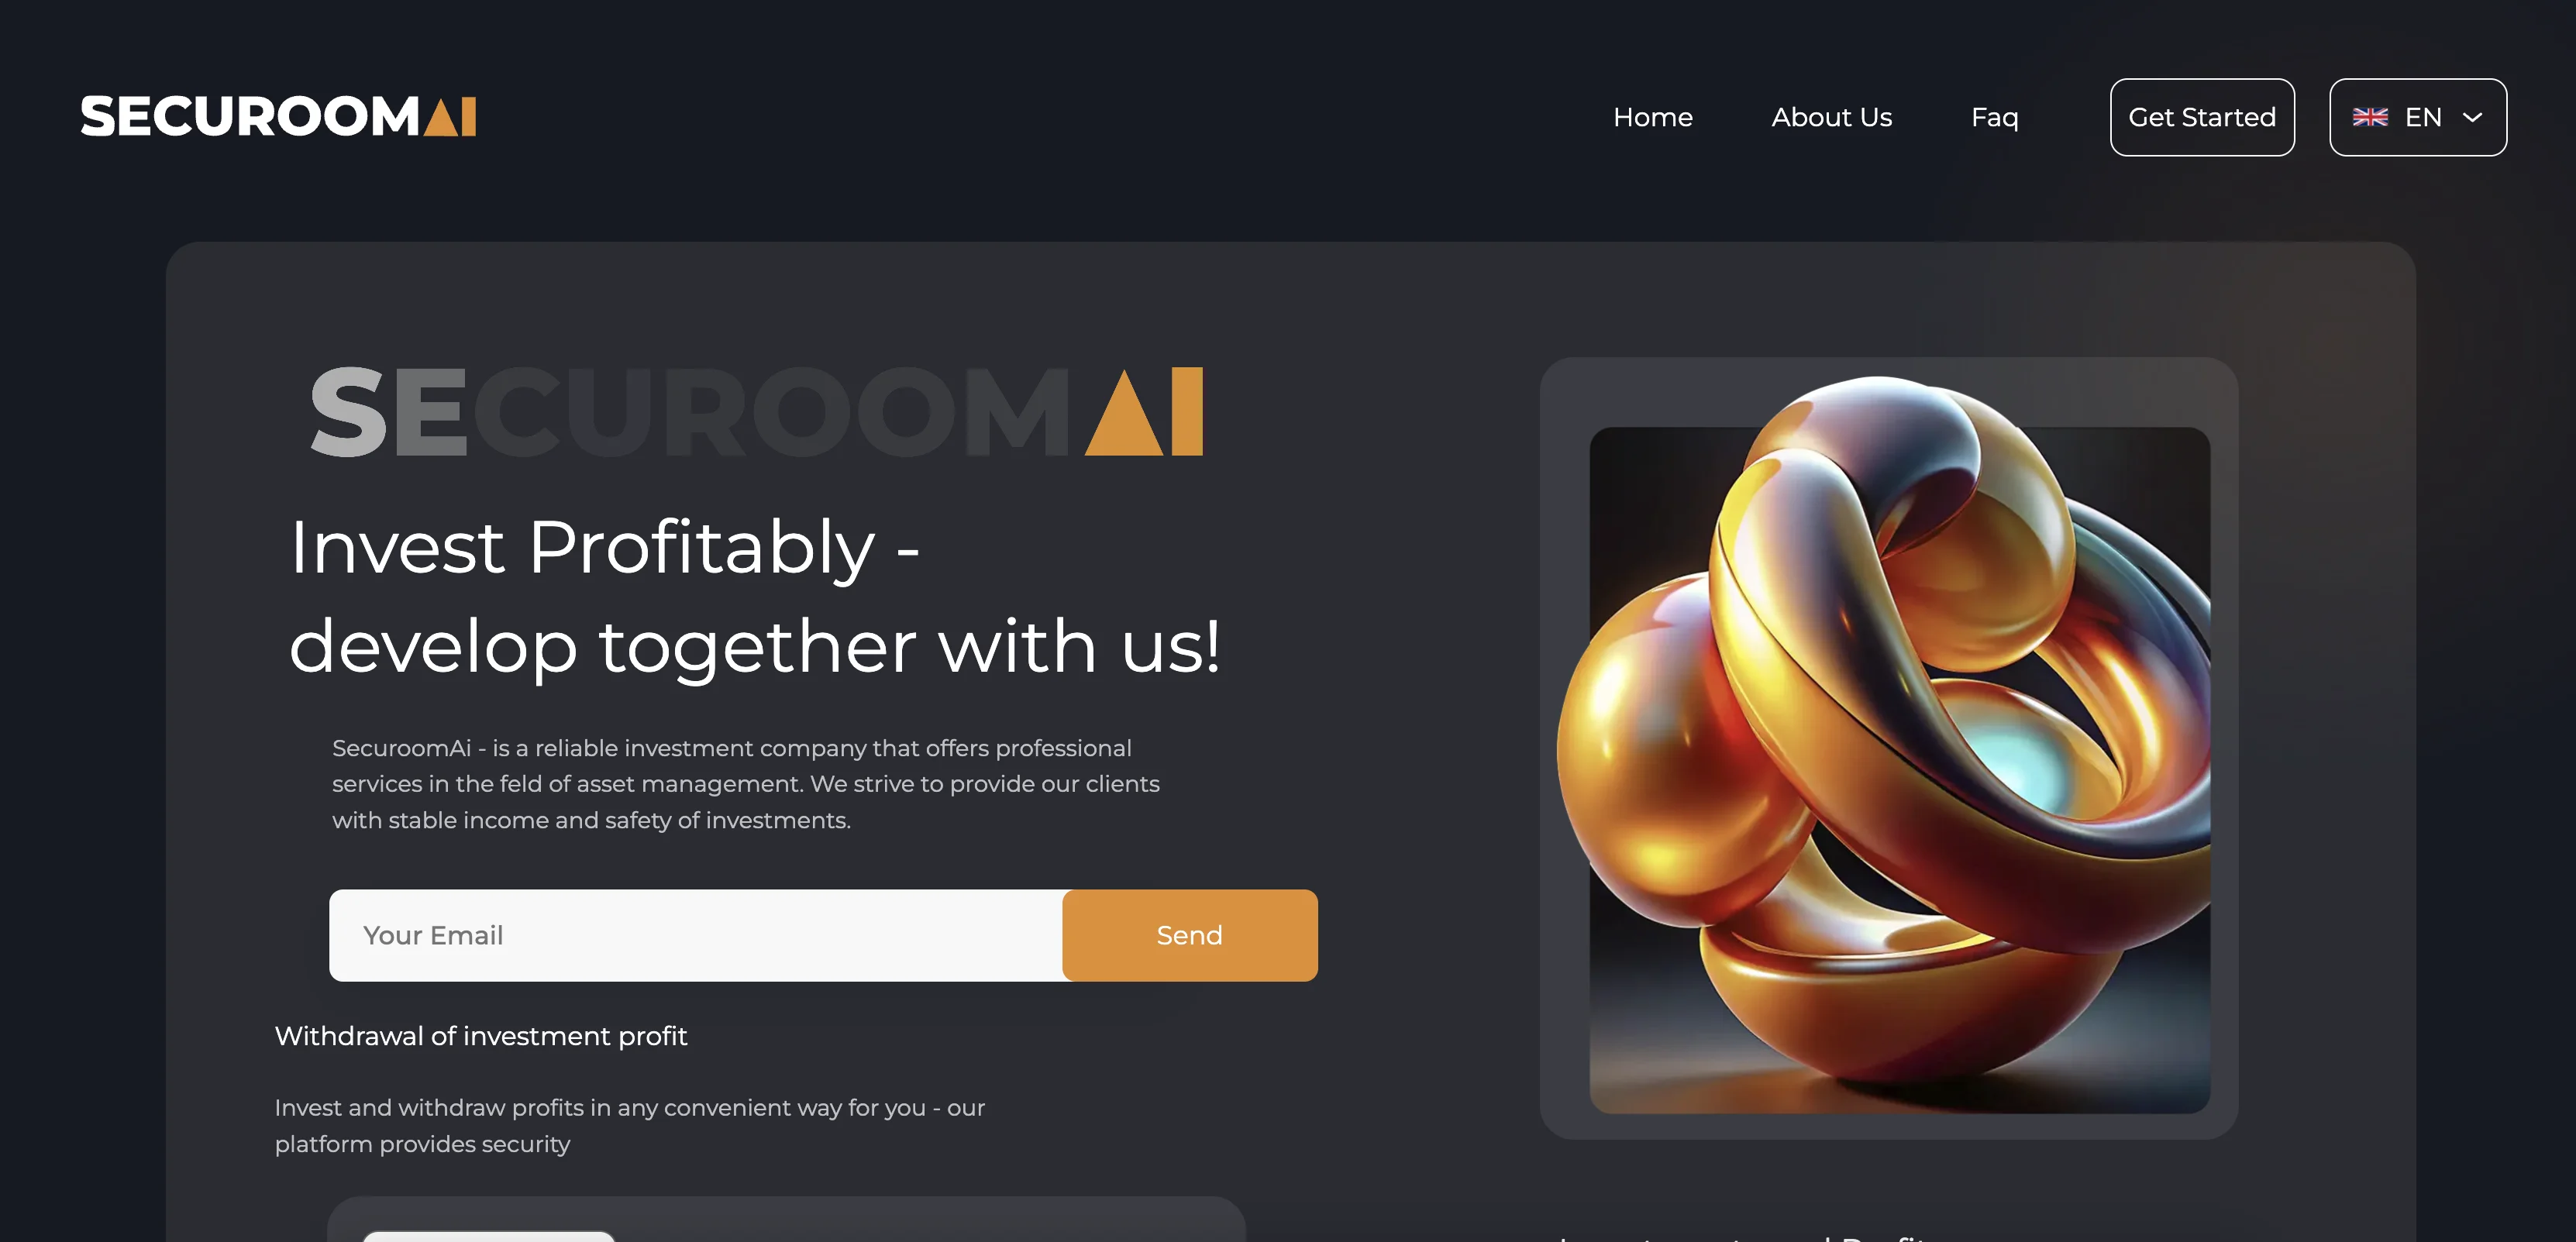 SECUROOMAI
Home
About Us
Faq
Get Started
EN
SECUROOMAI
Invest Profitably -
develop together with us!
SecuroomAi - is a reliable investment company that offers professional
services in the feld of asset management. We strive to provide our clients
with stable income and safety of investments.
Your Email
Send
Withdrawal of investment profit
Invest and withdraw profits in any convenient way for you - our
platform provides security